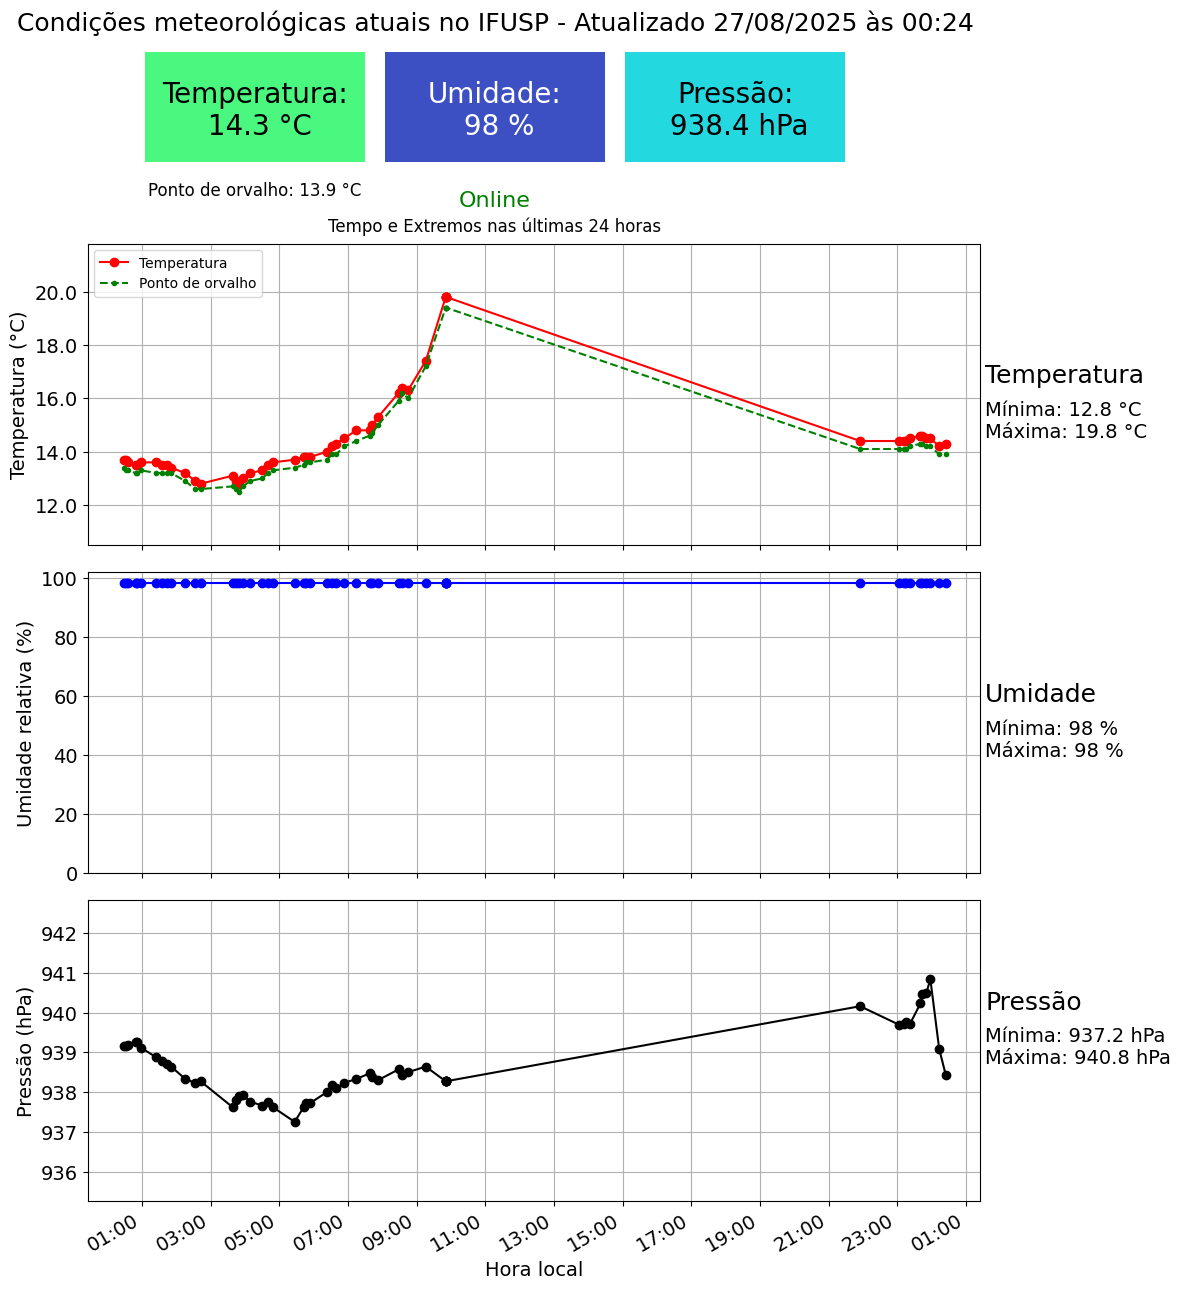 Condições meteorológicas atuais no IFUSP - Atualizado 27/08/2025 às 00:24
Temperatura:
14.3 °C
Umidade:
98 %
Pressão:
938.4 hPa
Ponto de orvalho: 13.9 °C
Online
Tempo e Extremos nas últimas 24 horas
Temperatura
Ponto de orvalho
Temperatura (°C)
20.0
18.0
16.0
14.0
12.0
Temperatura
Mínima: 12.8 °C
Máxima: 19.8 °C
Umidade relativa (%)
100
80
60
40
20
0
Umidade
Mínima: 98 %
Máxima: 98 %
Pressão (hPa)
942
941
940
939
938
937
936
Pressão
Mínima: 937.2 hPa
Máxima: 940.8 hPa
01:00 03:00 05:00 07:00 09:00 11:00 13:00 15:00 17:00 19:00 21:00 23:00 01:00
Hora local